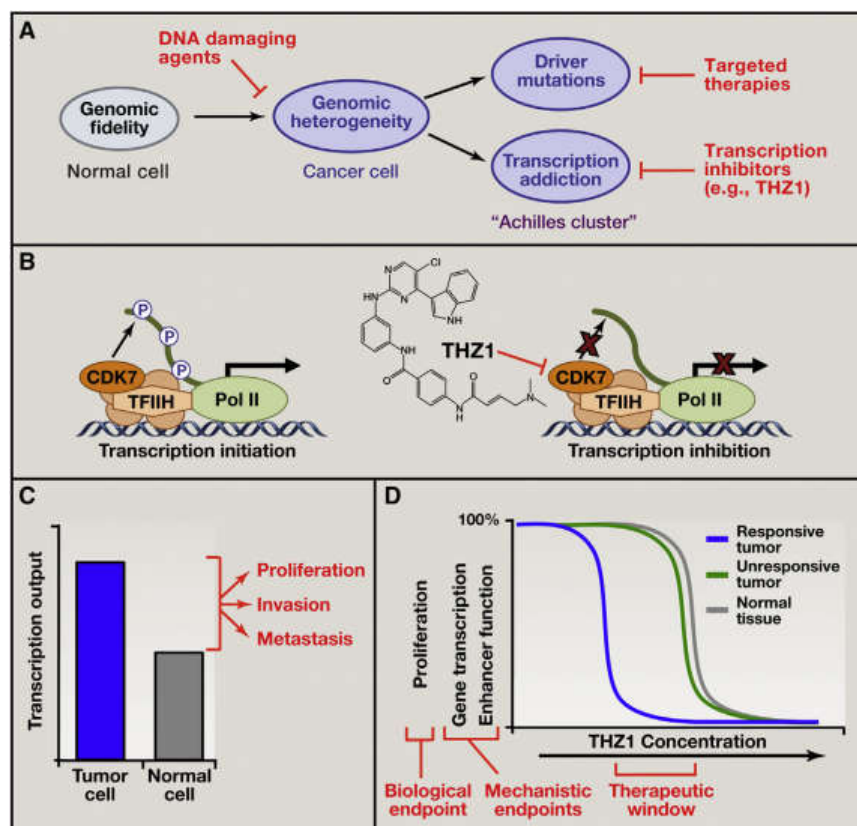 A
DNA damaging
agents
Genomic
fidelity
Normal cell
Genomic
heterogeneity
Cancer cell
Driver
mutations
Targeted
therapies
Transcription
addiction
"Achilles cluster"
Transcription
inhibitors
(e.g., THZ1)
B
P
P
P
CDK7
TFIIH
Pol II
Transcription initiation
N
Cl
NH
N
NH
NH
O
O
N
H
N
THZ1
CDK7
X
X
TFIIH
Pol II
Transcription inhibition
C
Transcription output
Tumor
cell
Normal
cell
Proliferation
Invasion
Metastasis
D
100%
Proliferation
Gene transcription
Enhancer function
Responsive
tumor
Unresponsive
tumor
Normal
tissue
THZ1 Concentration
Biological
endpoint
Mechanistic
endpoints
Therapeutic
window